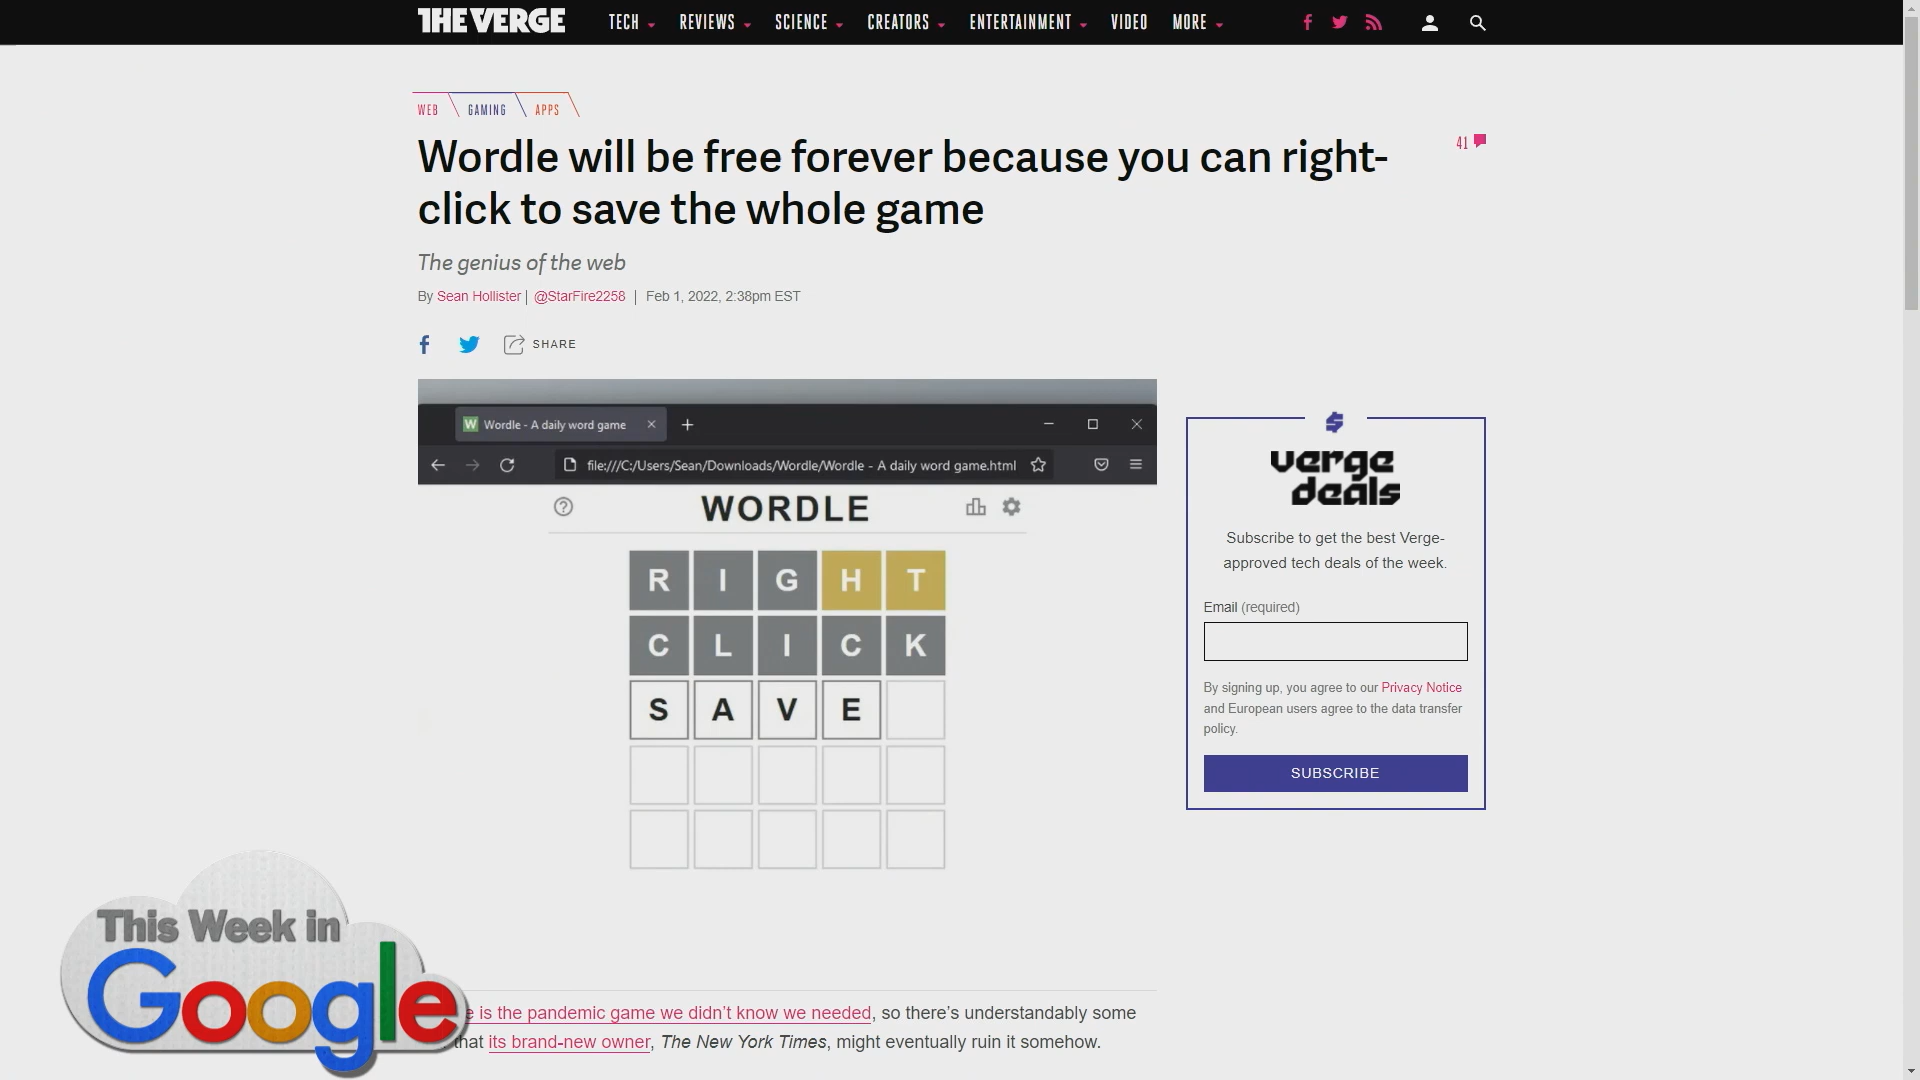 THE VERGE
TECH REVIEWS SCIENCE CREATORS ENTERTAINMENT VIDEO MORE
WEB GAMING APPS
Wordle will be free forever because you can right-
click to save the whole game
41
The genius of the web
By Sean Hollister | @StarFire2258 | Feb 1, 2022, 2:38pm EST
SHARE
W Wordle - A daily word game
file:///C:/Users/Sean/Downloads/Wordle/Wordle - A daily word game.html
WORDLE
R I G H T
C L I C K
S A V E
verge
deals
Subscribe to get the best Verge-
approved tech deals of the week.
Email (required)
By signing up, you agree to our Privacy Notice
and European users agree to the data transfer
policy.
SUBSCRIBE
This Week in
Google
e is the pandemic game we didn't know we needed, so there's understandably some
that its brand-new owner, The New York Times, might eventually ruin it somehow.